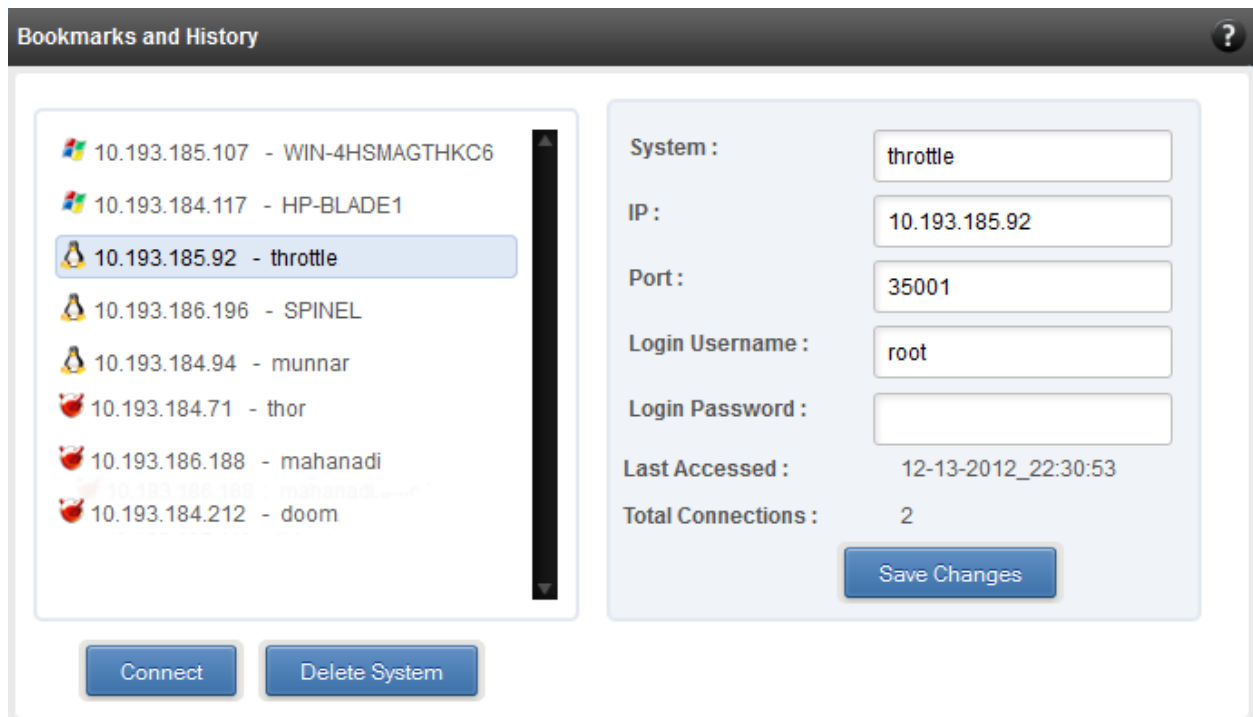 Bookmarks and History
?
10.193.185.107 - WIN-4HSMAGTHKC6
10.193.184.117 - HP-BLADE1
10.193.185.92 - throttle
10.193.186.196 - SPINEL
10.193.184.94 - munnar
10.193.184.71 - thor
10.193.186.188 - mahanadi
10.193.184.212 - doom
Connect
Delete System
System : throttle
IP : 10.193.185.92
Port : 35001
Login Username : root
Login Password :
Last Accessed : 12-13-2012_22:30:53
Total Connections : 2
Save Changes